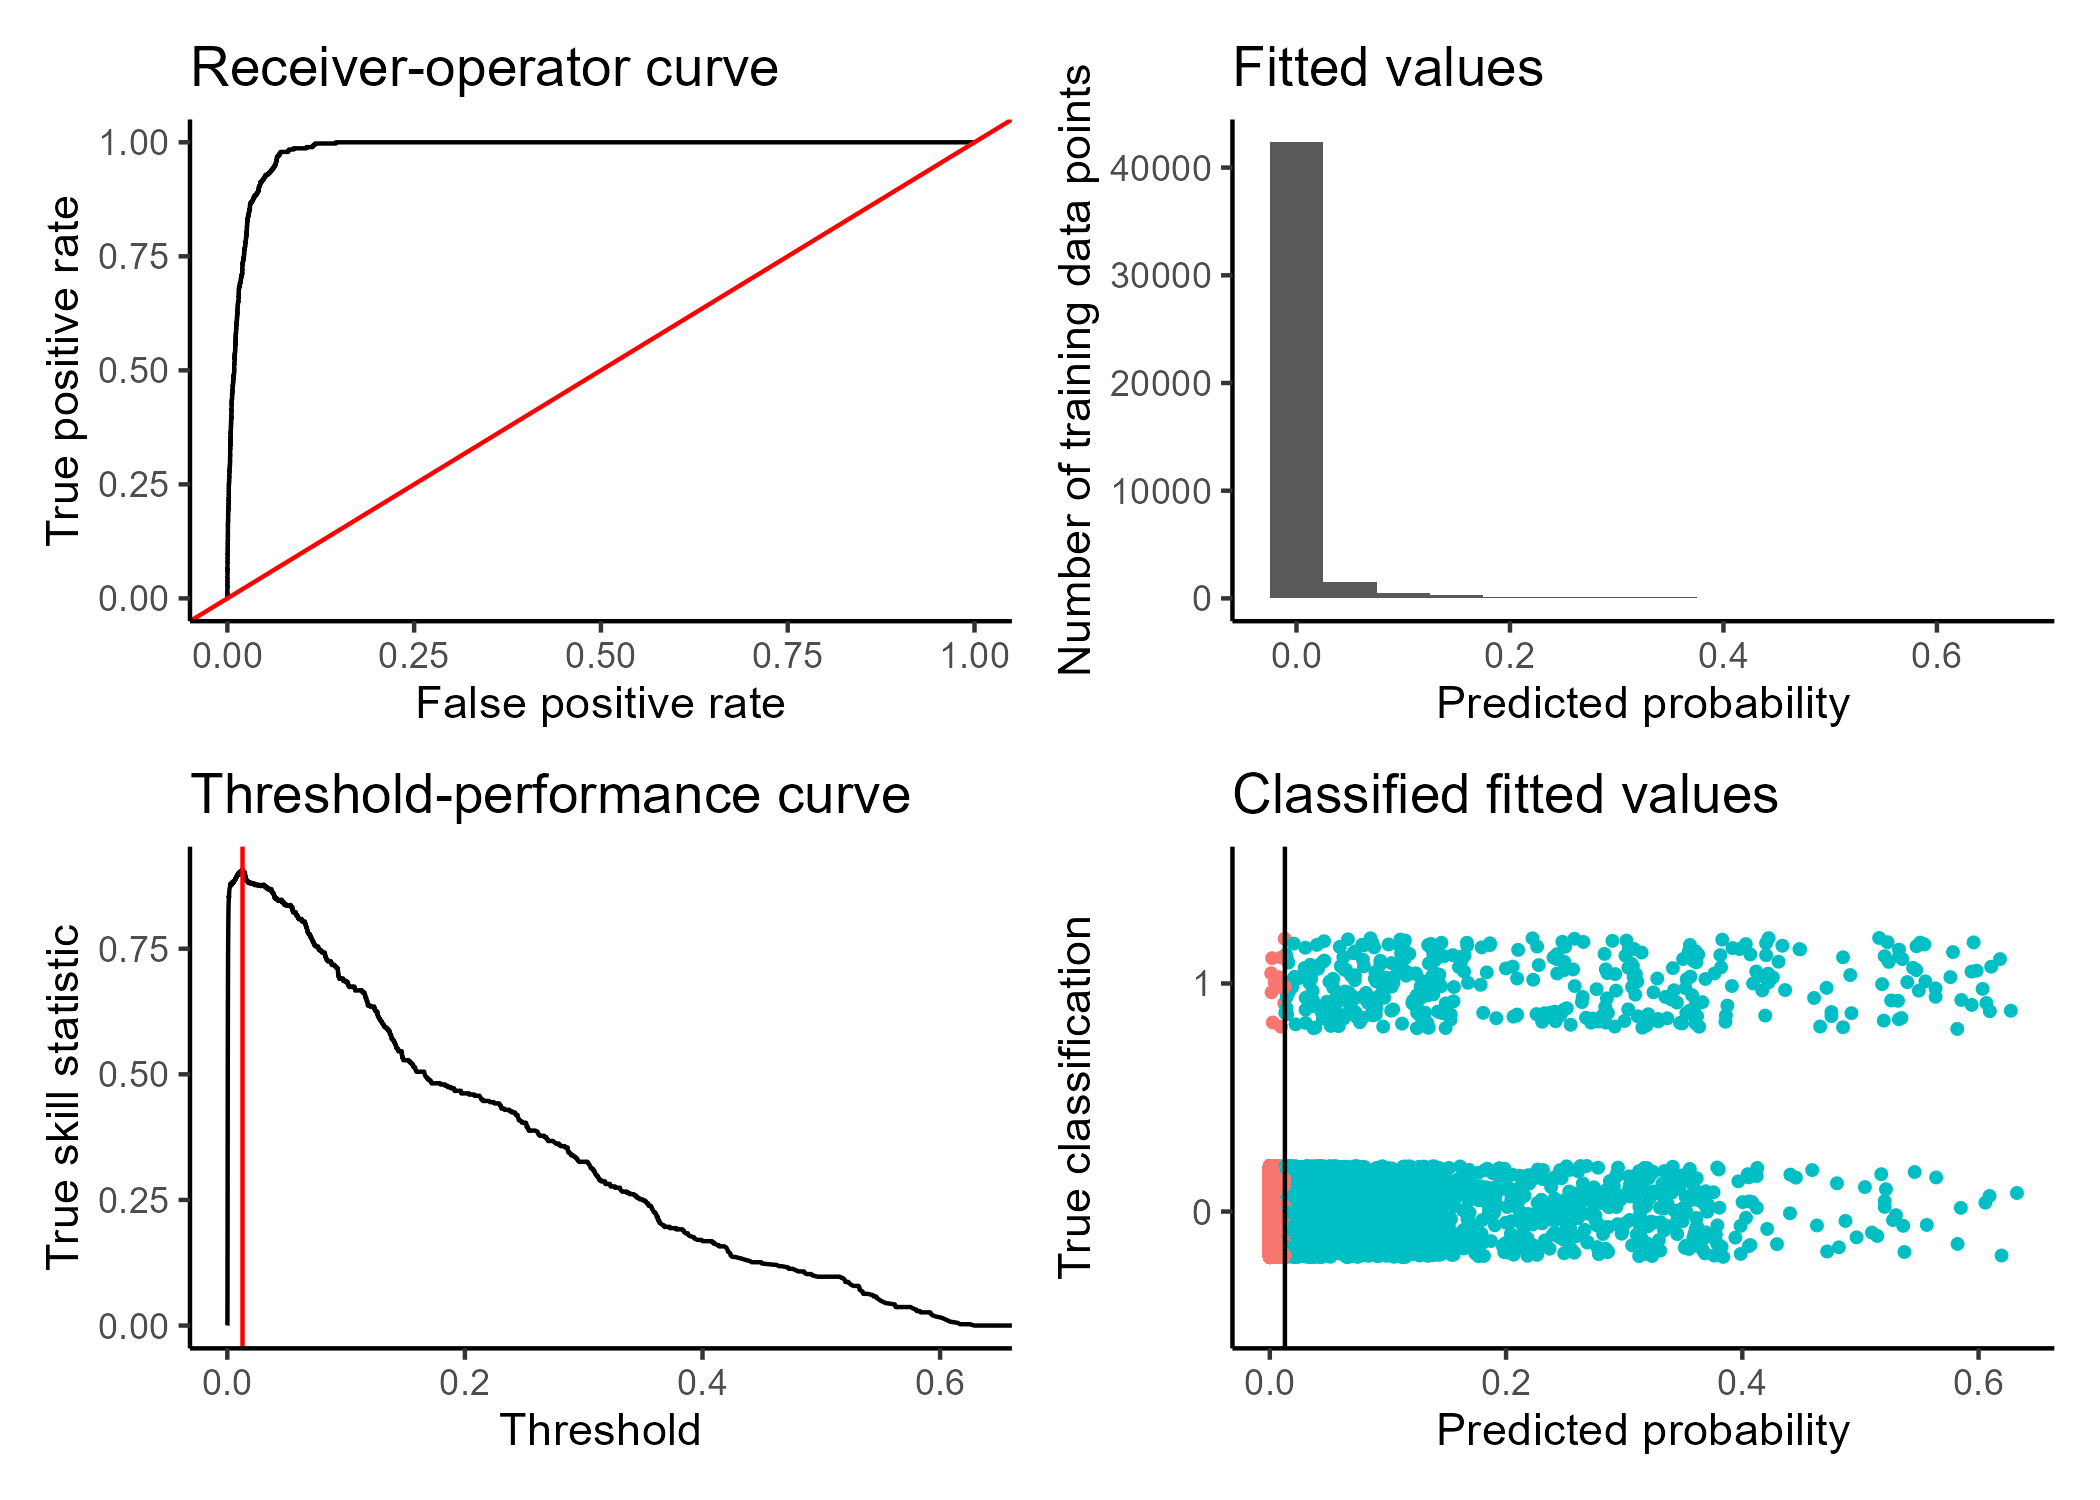 Receiver-operator curve
True positive rate
1.00
0.75
0.50
0.25
0.00
0.00 0.25 0.50 0.75 1.00
False positive rate
Fitted values
Number of training data points
40000
30000
20000
10000
0
0.0 0.2 0.4 0.6
Predicted probability
Threshold-performance curve
True skill statistic
0.75
0.50
0.25
0.00
0.0 0.2 0.4 0.6
Threshold
Classified fitted values
True classification
1
0
0.0 0.2 0.4 0.6
Predicted probability